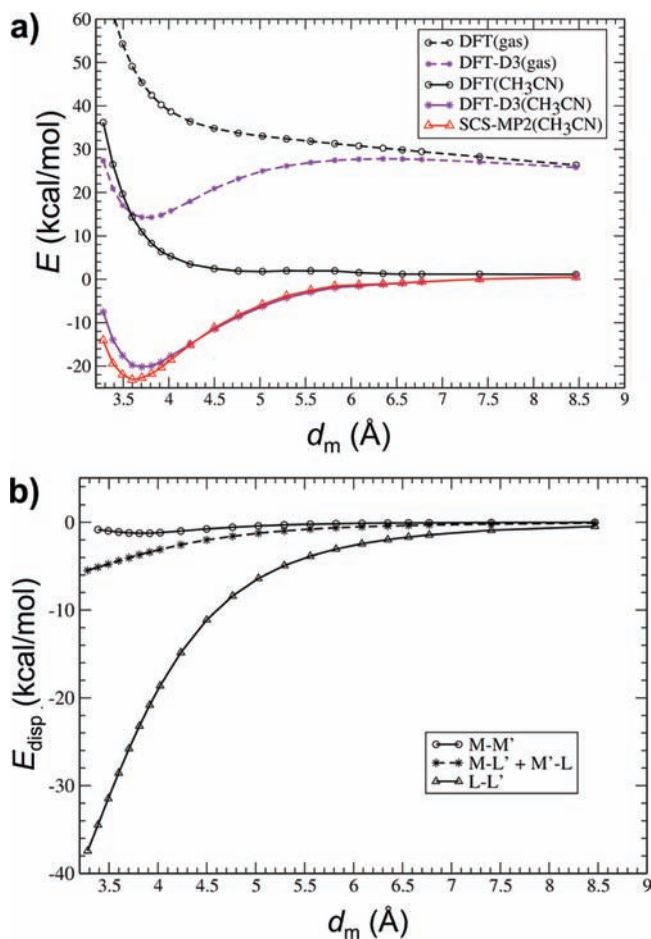 a)
60
50
40
30
20
10
0
-10
-20
E (kcal/mol)
DFT(gas)
DFT-D3(gas)
DFT(CH₃CN)
DFT-D3(CH₃CN)
SCS-MP2(CH₃CN)
3.5 4 4.5 5 5.5 6 6.5 7 7.5 8 8.5 9
dₘ (Å)
b)
0
-10
-20
-30
-40
E_disp (kcal/mol)
M-M'
M-L' + M'-L
L-L'
3.5 4 4.5 5 5.5 6 6.5 7 7.5 8 8.5 9
dₘ (Å)